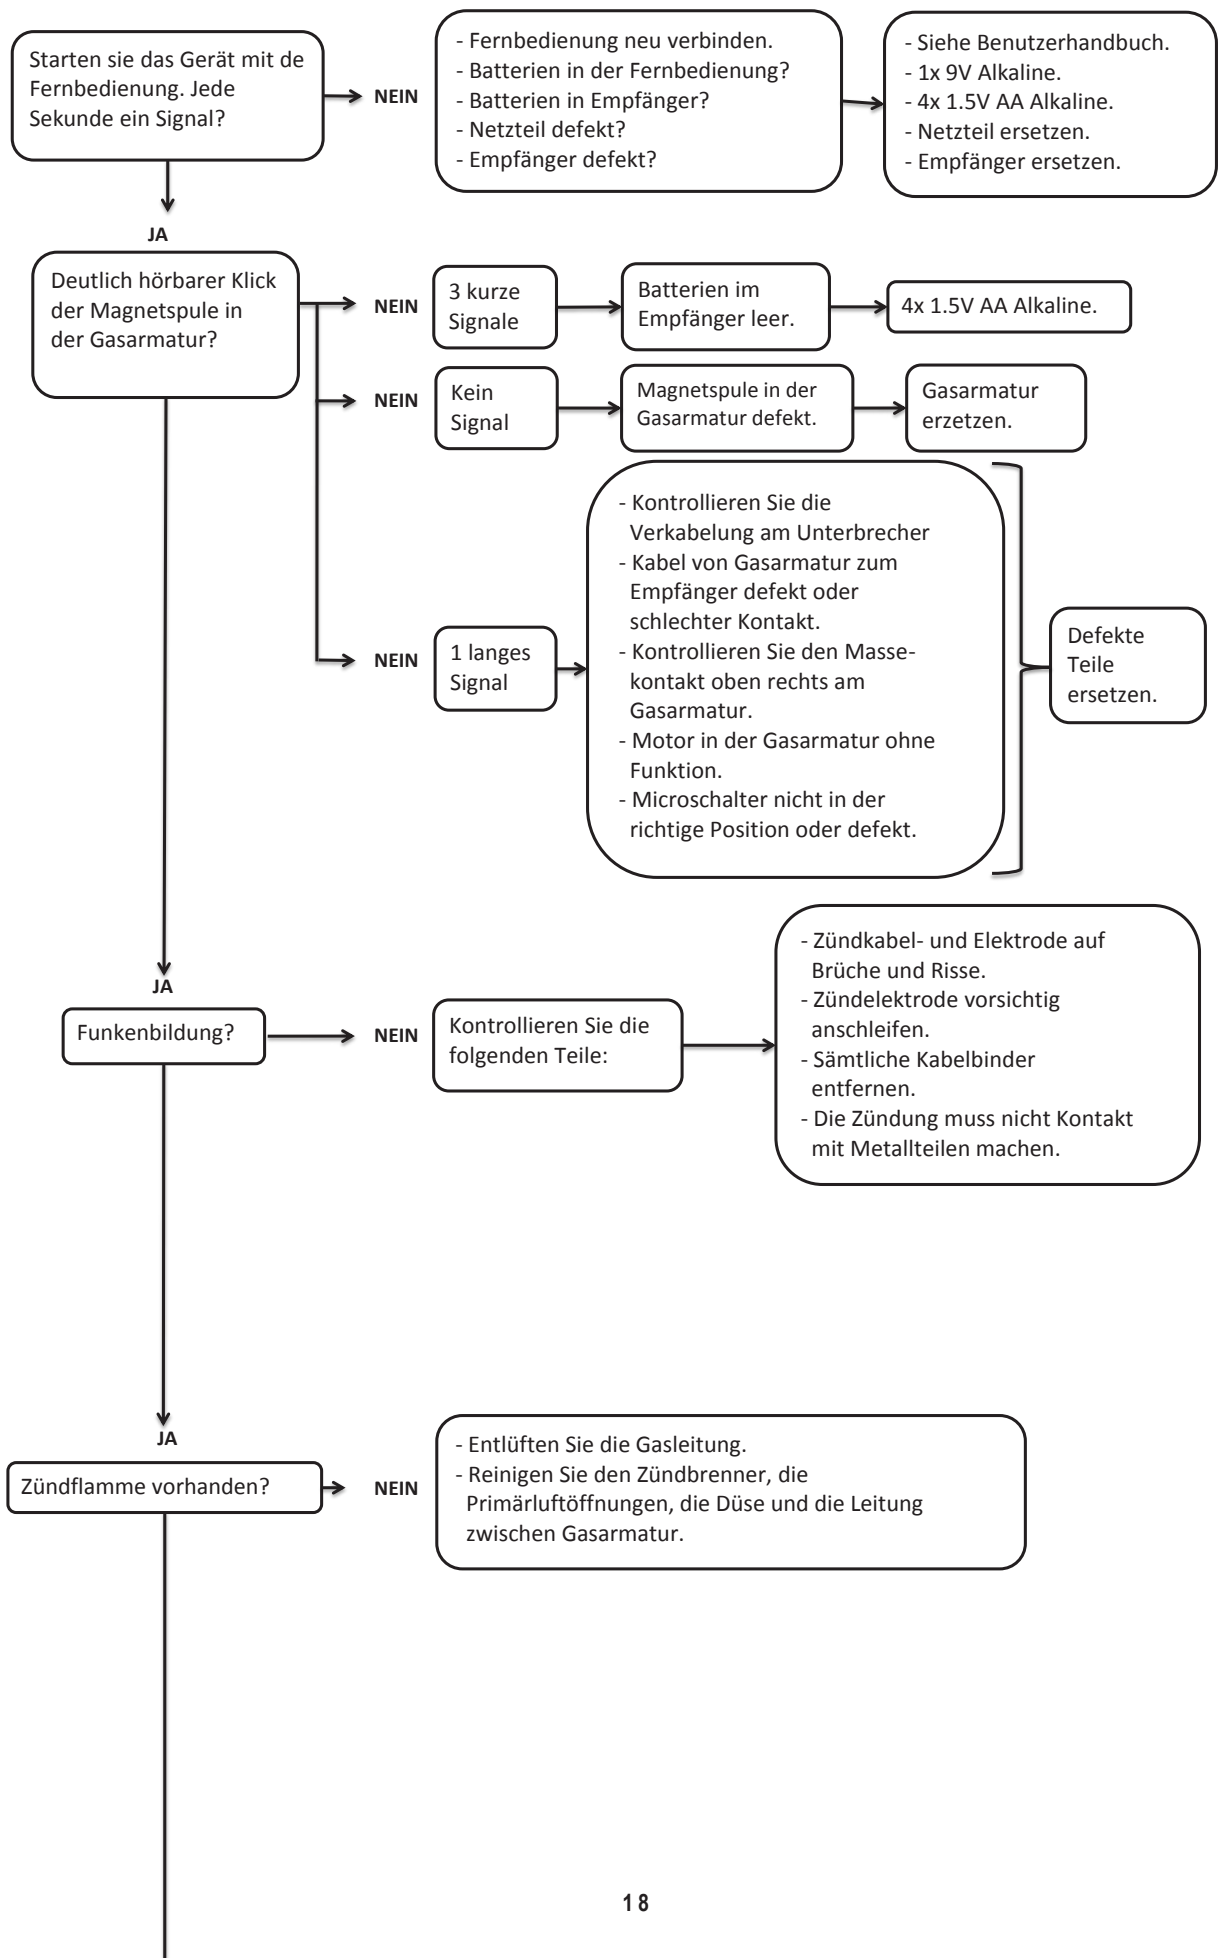 Starten sie das Gerät mit de
Fernbedienung. Jede
Sekunde ein Signal?
NEIN
- Fernbedienung neu verbinden.
- Batterien in der Fernbedienung?
- Batterien in Empfänger?
- Netzteil defekt?
- Empfänger defekt?
- Siehe Benutzerhandbuch.
- 1x 9V Alkaline.
- 4x 1.5V AA Alkaline.
- Netzteil ersetzen.
- Empfänger ersetzen.
JA
Deutlich hörbarer Klick
der Magnetspule in
der Gasarmatur?
NEIN
3 kurze
Signale
Batterien im
Empfänger leer.
4x 1.5V AA Alkaline.
NEIN
Kein
Signal
Magnetspule in der
Gasarmatur defekt.
Gasarmatur
erzetzen.
NEIN
1 langes
Signal
- Kontrollieren Sie die
Verkabelung am Unterbrecher
- Kabel von Gasarmatur zum
Empfänger defekt oder
schlechter Kontakt.
- Kontrollieren Sie den Masse-
kontakt oben rechts am
Gasarmatur.
- Motor in der Gasarmatur ohne
Funktion.
- Microschalter nicht in der
richtige Position oder defekt.
Defekte
Teile
ersetzen.
JA
Funkenbildung?
NEIN
Kontrollieren Sie die
folgenden Teile:
- Zündkabel- und Elektrode auf
Brüche und Risse.
- Zündelektrode vorsichtig
anschleifen.
- Sämtliche Kabelbinder
entfernen.
- Die Zündung muss nicht Kontakt
mit Metallteilen machen.
JA
Zündflamme vorhanden?
NEIN
- Entlüften Sie die Gasleitung.
- Reinigen Sie den Zündbrenner, die
Primärluftöffnungen, die Düse und die Leitung
zwischen Gasarmatur.
18